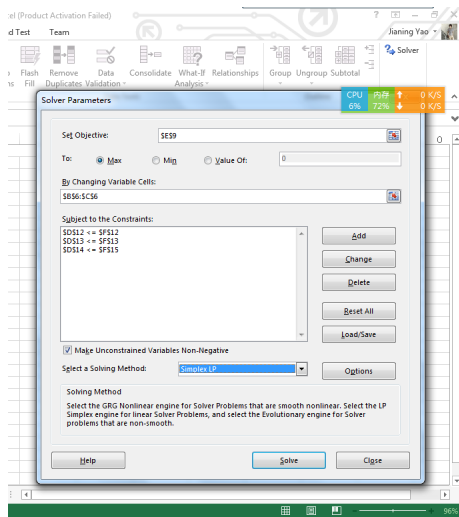 cel (Product Activation Failed)
? 
d Test Team Jianing Yao
Flash Remove Data Consolidate What-If Relationships Group Ungroup Subtotal Solver
Fill Duplicates Validation Analysis
CPU 内存 0 K/S
6% 72% 0 K/S
Solver Parameters
O
Set Objective: $E$9
To: Max Min Value Of: 0
By Changing Variable Cells:
$B$6:$C$6
Subject to the Constraints:
$D$12 <= $F$12
$D$13 <= $F$13
$D$14 <= $F$15
Add
Change
Delete
Reset All
Load/Save
Make Unconstrained Variables Non-Negative
Select a Solving Method: Simplex LP Options
Solving Method
Select the GRG Nonlinear engine for Solver Problems that are smooth nonlinear. Select the LP
Simplex engine for linear Solver Problems, and select the Evolutionary engine for Solver
problems that are non-smooth.
Help Solve Close
96%